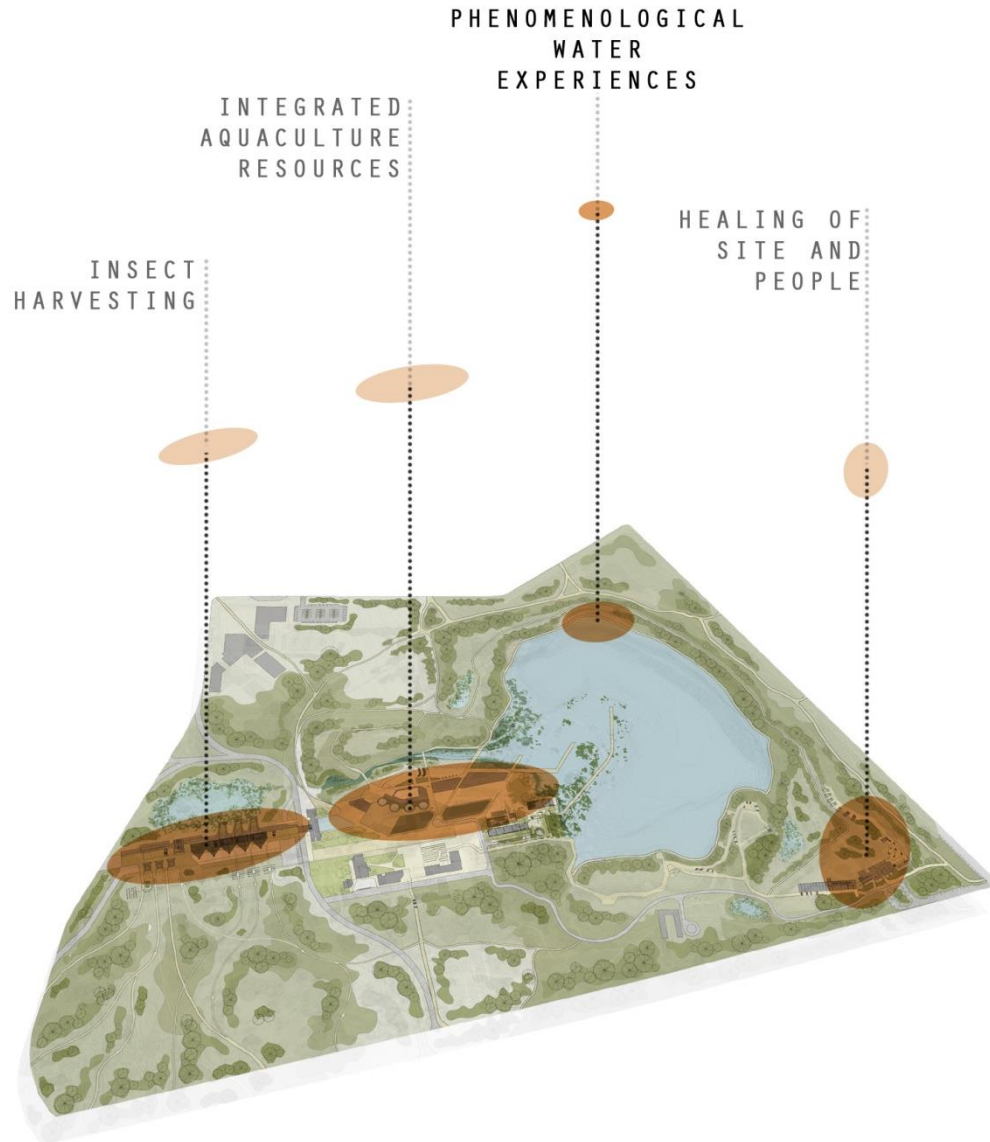 PHENOMENOLOGICAL
WATER
EXPERIENCES
INTEGRATED
AQUACULTURE
RESOURCES
HEALING OF
SITE AND
PEOPLE
INSECT
HARVESTING